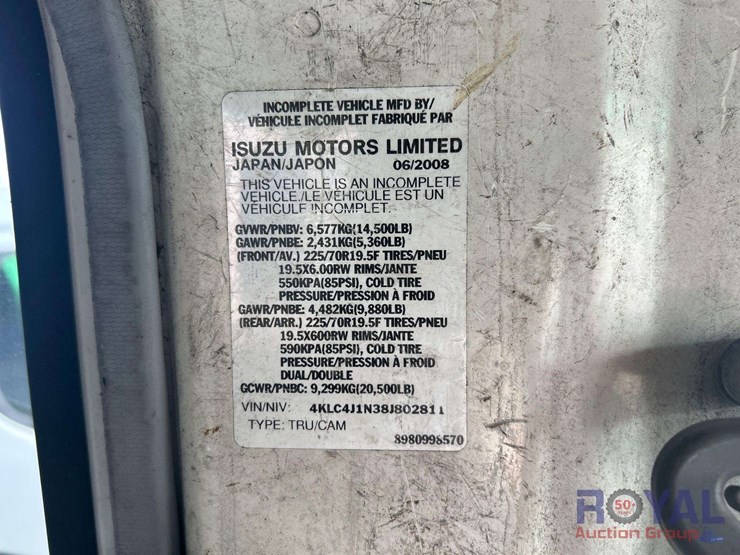 INCOMPLETE VEHICLE MFD BY/
VÉHICULE INCOMPLET FABRIQUÉ PAR
ISUZU MOTORS LIMITED
JAPAN/JAPON 06/2008
THIS VEHICLE IS AN INCOMPLETE
VEHICLE./LE VÉHICULE EST UN
VÉHICULE INCOMPLET.
GVWR/PNBV: 6,577KG(14,500LB)
GAWR/PNBE: 2,431KG(5,360LB)
(FRONT/AV.) 225/70R19.5F TIRES/PNEU
19.5X6.00RW RIMS/JANTE
550KPA(85PSI), COLD TIRE
PRESSURE/PRESSION À FROID
GAWR/PNBE: 4,482KG(9,880LB)
(REAR/ARR.) 225/70R19.5F TIRES/PNEU
19.5X600RW RIMS/JANTE
590KPA(85PSI), COLD TIRE
PRESSURE/PRESSION À FROID
DUAL/DOUBLE
GCWR/PNBC: 9,299KG(20,500LB)
VIN/NIV: 4KLC4J1N38J802811
TYPE: TRU/CAM
8980998570
ROYAL
50
Auction Group